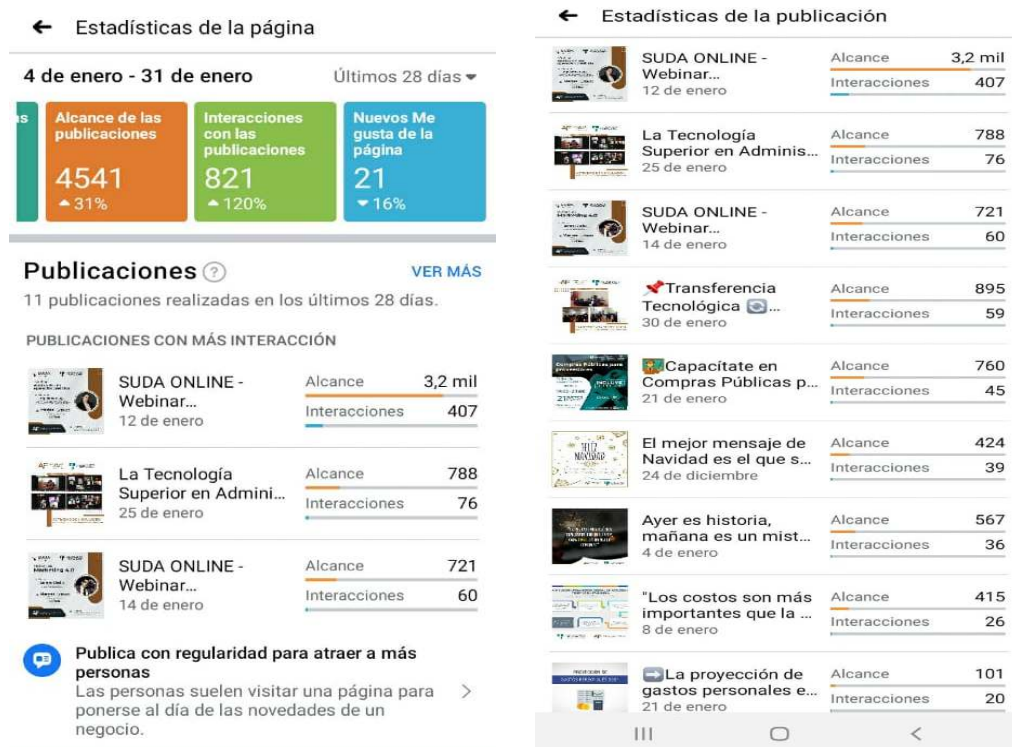 ← Estadísticas de la página
4 de enero - 31 de enero
Últimos 28 días
as
Alcance de las
publicaciones
4541
31%
Interacciones
con las
publicaciones
821
120%
Nuevos Me
gusta de la
página
21
16%
Publicaciones
VER MÁS
11 publicaciones realizadas en los últimos 28 días.
PUBLICACIONES CON MÁS INTERACCIÓN
SUDA ONLINE -
Webinar...
12 de enero
Alcance 3,2 mil
Interacciones 407
La Tecnología
Superior en Admini...
25 de enero
Alcance 788
Interacciones 76
SUDA ONLINE -
Webinar...
14 de enero
Alcance 721
Interacciones 60
Publica con regularidad para atraer a más
personas
Las personas suelen visitar una página para
ponerse al día de las novedades de un
negocio.
← Estadísticas de la publicación
SUDA ONLINE -
Webinar...
12 de enero
Alcance 3,2 mil
Interacciones 407
La Tecnología
Superior en Adminis...
25 de enero
Alcance 788
Interacciones 76
SUDA ONLINE -
Webinar...
14 de enero
Alcance 721
Interacciones 60
📌Transferencia
Tecnológica 🔄...
30 de enero
Alcance 895
Interacciones 59
Capacítate en
Compras Públicas p...
21 de enero
Alcance 760
Interacciones 45
El mejor mensaje de
Navidad es el que s...
24 de diciembre
Alcance 424
Interacciones 39
Ayer es historia,
mañana es un mist...
4 de enero
Alcance 567
Interacciones 36
"Los costos son más
importantes que la ...
8 de enero
Alcance 415
Interacciones 26
➡️La proyección de
gastos personales e...
21 de enero
Alcance 101
Interacciones 20